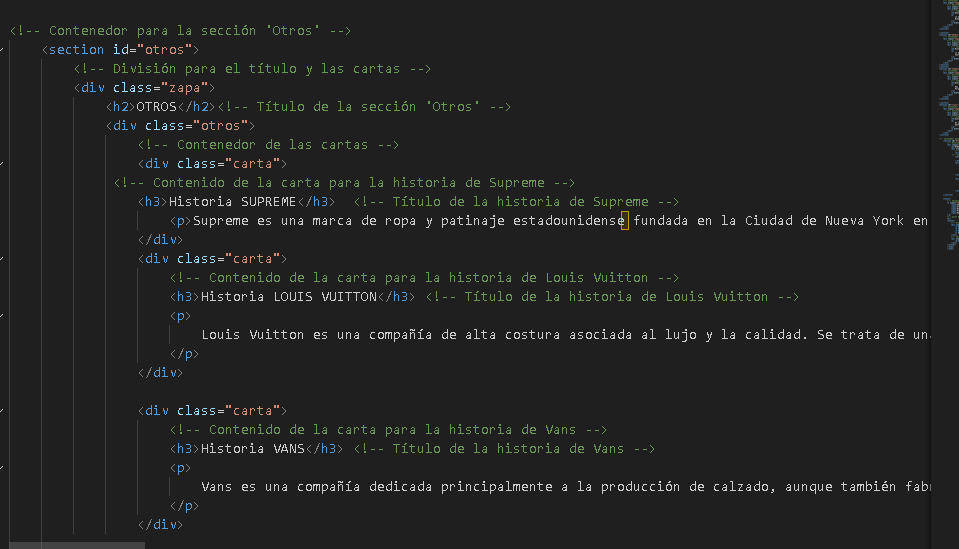 <!-- Contenedor para la sección 'Otros' -->
<section id="otros">
<!-- División para el título y las cartas -->
<div class="zapa">
<h2>OTROS</h2><!-- Título de la sección 'Otros' -->
<div class="otros">
<!-- Contenedor de las cartas -->
<div class="carta">
<!-- Contenido de la carta para la historia de Supreme -->
<h3>Historia SUPREME</h3>  <!-- Título de la historia de Supreme -->
<p>Supreme es una marca de ropa y patinaje estadounidense fundada en la Ciudad de Nueva York en
</div>
<div class="carta">
<!-- Contenido de la carta para la historia de Louis Vuitton -->
<h3>Historia LOUIS VUITTON</h3> <!-- Título de la historia de Louis Vuitton -->
<p>
Louis Vuitton es una compañía de alta costura asociada al lujo y la calidad. Se trata de una
</p>
</div>
<div class="carta">
<!-- Contenido de la carta para la historia de Vans -->
<h3>Historia VANS</h3> <!-- Título de la historia de Vans -->
<p>
Vans es una compañía dedicada principalmente a la producción de calzado, aunque también fabr
</p>
</div>